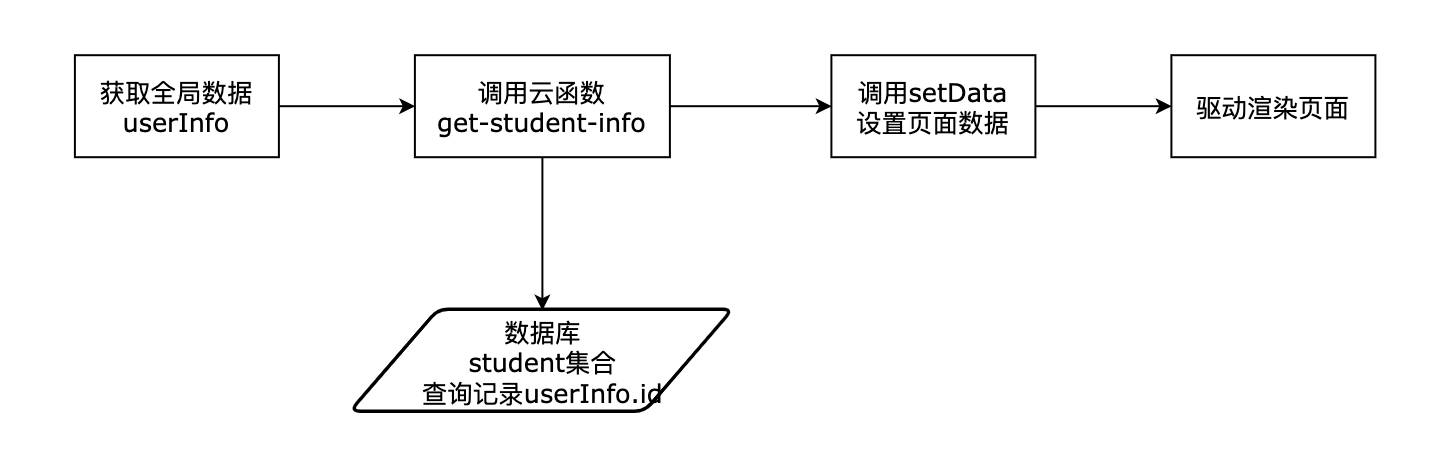 获取全局数据
userInfo
调用云函数
get-student-info
调用setData
设置页面数据
驱动渲染页面
数据库
student集合
查询记录userInfo.id